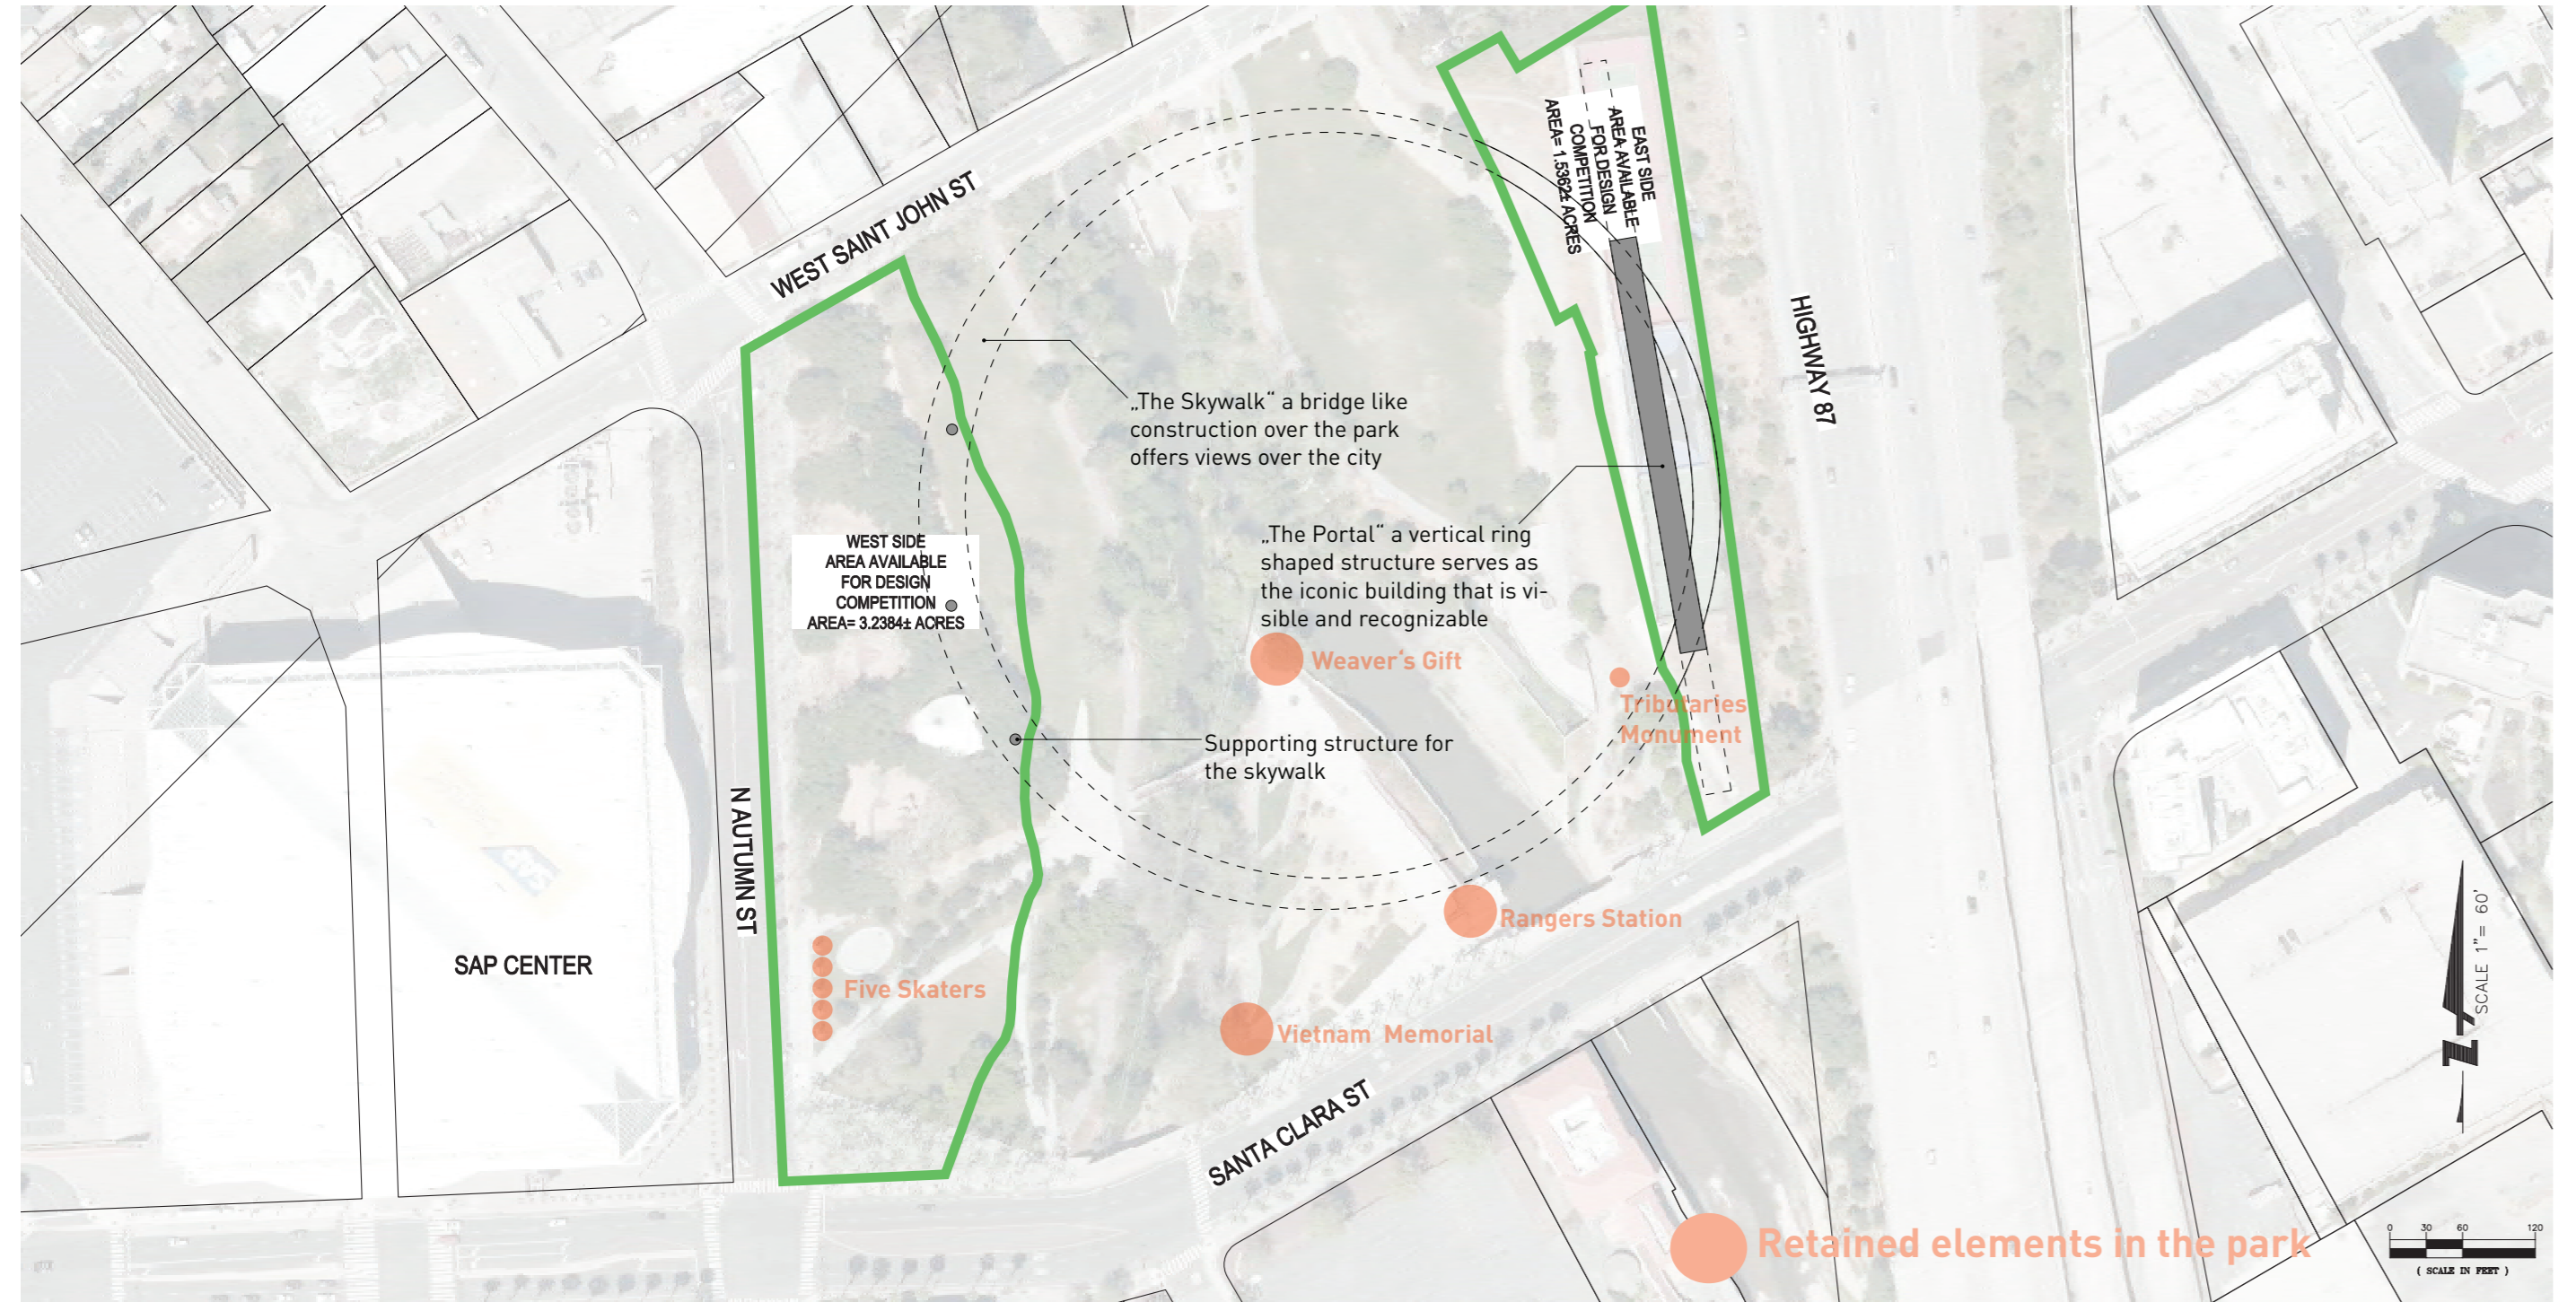 WEST SAINT JOHN ST
EAST SIDE
AREA AVAILABLE
FOR DESIGN
COMPETITION
AREA= 1.5362± ACRES
HIGHWAY 87
„The Skywalk“ a bridge like
construction over the park
offers views over the city
„The Portal“ a vertical ring
shaped structure serves as
the iconic building that is vi-
sible and recognizable
WEST SIDE
AREA AVAILABLE
FOR DESIGN
COMPETITION
AREA= 3.2384± ACRES
Weaver‘s Gift
Tributaries
Monument
Supporting structure for
the skywalk
N AUTUMN ST
SAP CENTER
Five Skaters
Rangers Station
Vietnam Memorial
SANTA CLARA ST
Retained elements in the park
SCALE 1"= 60'
Z
0 30 60 120
( SCALE IN FEET )